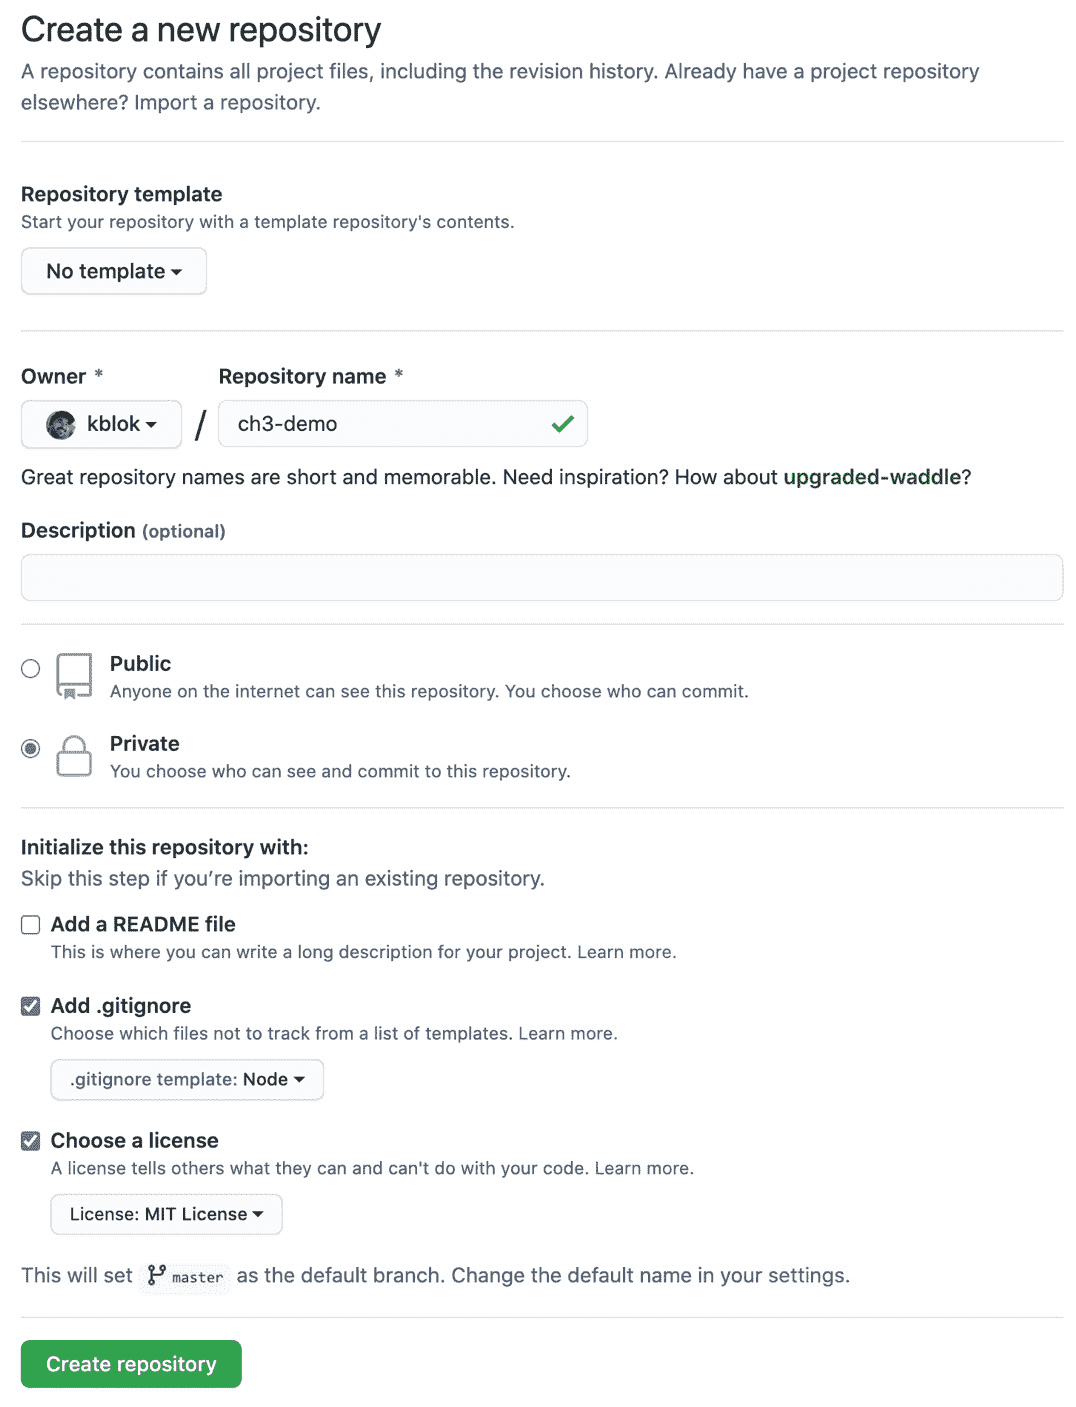 Create a new repository
A repository contains all project files, including the revision history. Already have a project repository
elsewhere? Import a repository.
Repository template
Start your repository with a template repository's contents.
No template
Owner * Repository name *
kblok / ch3-demo
Great repository names are short and memorable. Need inspiration? How about upgraded-waddle?
Description (optional)
Public
Anyone on the internet can see this repository. You choose who can commit.
Private
You choose who can see and commit to this repository.
Initialize this repository with:
Skip this step if you’re importing an existing repository.
Add a README file
This is where you can write a long description for your project. Learn more.
Add .gitignore
Choose which files not to track from a list of templates. Learn more.
.gitignore template: Node
Choose a license
A license tells others what they can and can't do with your code. Learn more.
License: MIT License
This will set master as the default branch. Change the default name in your settings.
Create repository